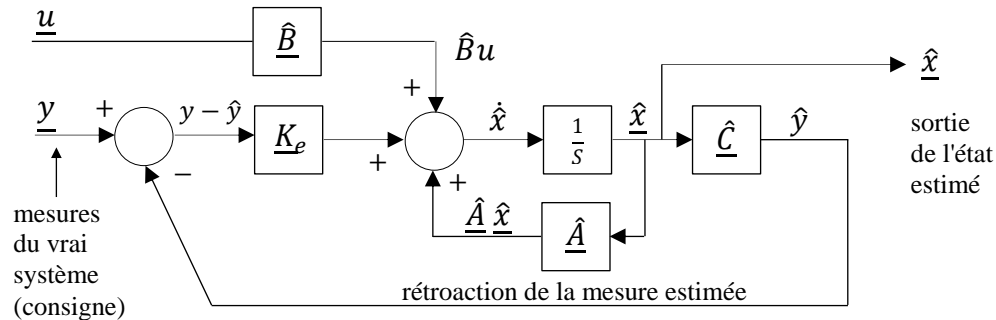 u
B̂
B̂u
+
y
+
y − ŷ
K_e
+
ẋ̂
1/S
x̂
Ĉ
ŷ
x̂
−
+
Â x̂
Â
sortie
de l'état
estimé
mesures
du vrai
système
(consigne)
rétroaction de la mesure estimée